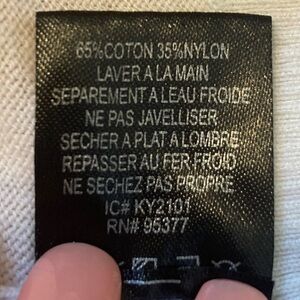 65%COTON 35%NYLON
LAVER A LA MAIN
SEPAREMENT A LEAU FROIDE
NE PAS JAVELLISER
SECHER A PLAT A LOMBRE
REPASSER AU FER FROID
NE SECHEZ PAS PROPRE
IC# KY2101
RN# 95377